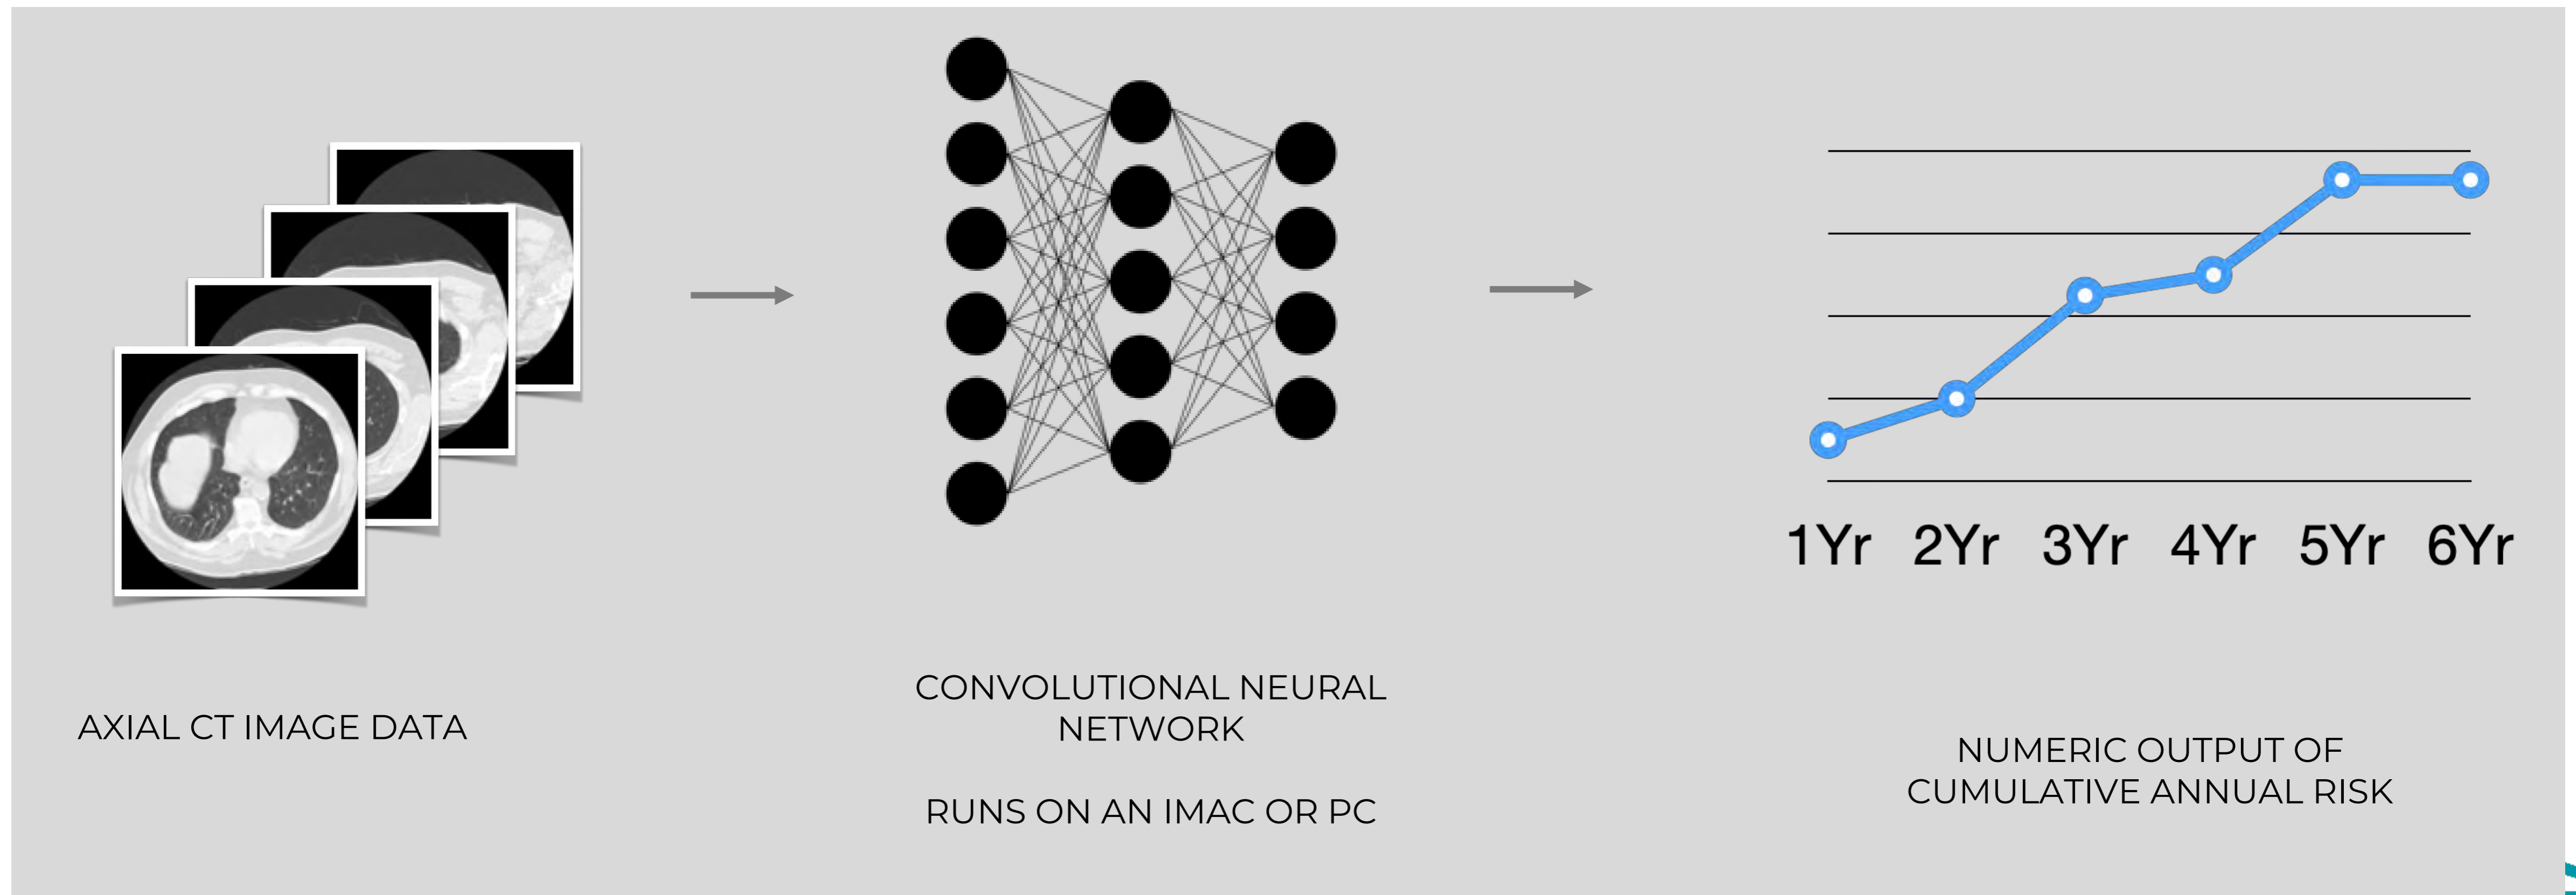 AXIAL CT IMAGE DATA
CONVOLUTIONAL NEURAL
NETWORK
RUNS ON AN IMAC OR PC
1Yr 2Yr 3Yr 4Yr 5Yr 6Yr
NUMERIC OUTPUT OF
CUMULATIVE ANNUAL RISK